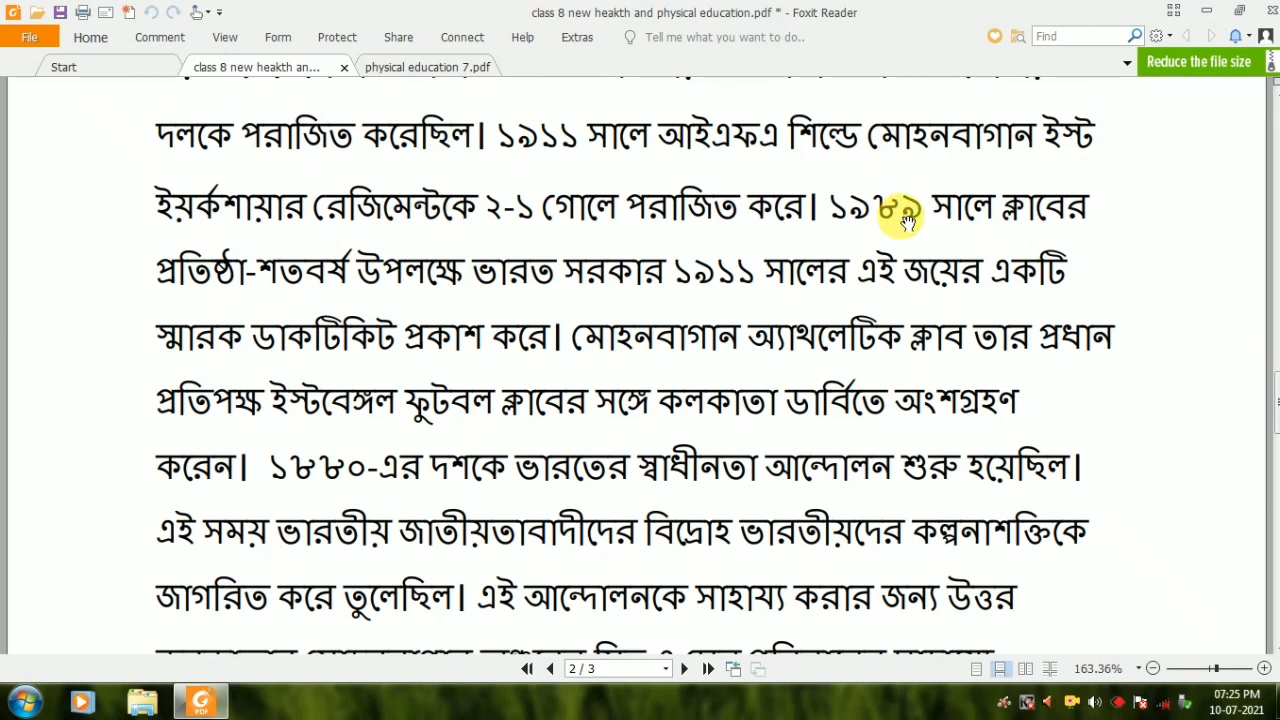 class 8 new heakth and physical education.pdf * - Foxit Reader
File Home Comment View Form Protect Share Connect Help Extras Tell me what you want to do.. Find
Start class 8 new heakth an... physical education 7.pdf Reduce the file size
দলকে পরাজিত করেছিল। ১৯১১ সালে আইএফএ শিল্ডে মোহনবাগান ইস্ট
ইয়র্কশায়ার রেজিমেন্টকে ২-১ গোলে পরাজিত করে। ১৯৮৯ সালে ক্লাবের
প্রতিষ্ঠা-শতবর্ষ উপলক্ষে ভারত সরকার ১৯১১ সালের এই জয়ের একটি
স্মারক ডাকটিকিট প্রকাশ করে। মোহনবাগান অ্যাথলেটিক ক্লাব তার প্রধান
প্রতিপক্ষ ইস্টবেঙ্গল ফুটবল ক্লাবের সঙ্গে কলকাতা ডার্বিতে অংশগ্রহণ
করেন। ১৮৮০-এর দশকে ভারতের স্বাধীনতা আন্দোলন শুরু হয়েছিল।
এই সময় ভারতীয় জাতীয়তাবাদীদের বিদ্রোহ ভারতীয়দের কল্পনাশক্তিকে
জাগরিত করে তুলেছিল। এই আন্দোলনকে সাহায্য করার জন্য উত্তর
2 / 3 163.36%
07:25 PM
10-07-2021